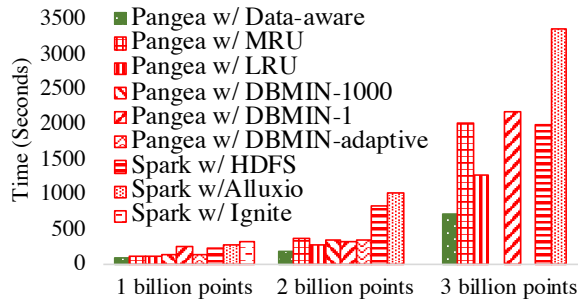 3500
3000
2500
2000
1500
1000
500
0
Time (Seconds)
Pangea w/ Data-aware
Pangea w/ MRU
Pangea w/ LRU
Pangea w/ DBMIN-1000
Pangea w/ DBMIN-1
Pangea w/ DBMIN-adaptive
Spark w/ HDFS
Spark w/Alluxio
Spark w/ Ignite
1 billion points
2 billion points
3 billion points